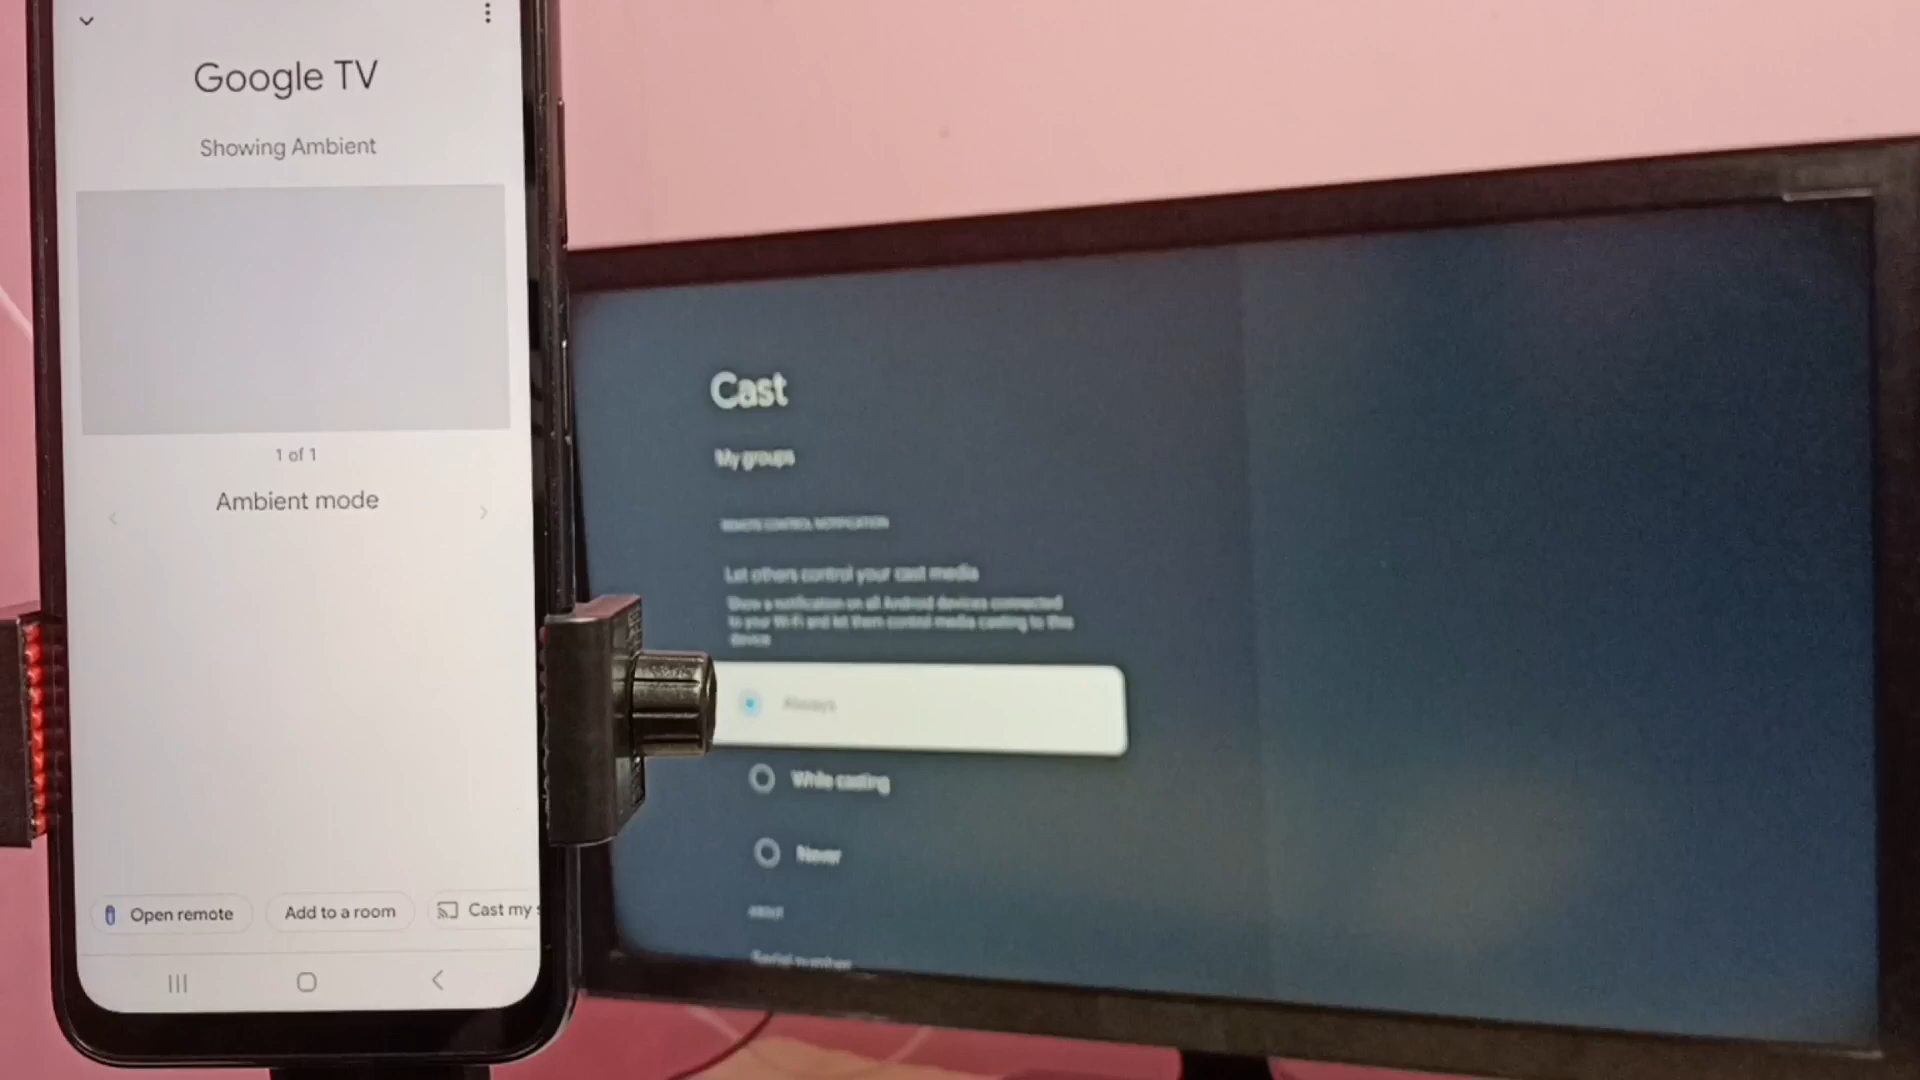 Google TV
Showing Ambient
1 of 1
Ambient mode
Open remote
Add to a room
Cast my
Cast
My groups
REMOTE CONTROL NOTIFICATION
Let others control your cast media
Show a notification on all Android devices connected
to your Wi-Fi and let them control media casting to this
device
Always
While casting
Never
ABOUT
Serial number